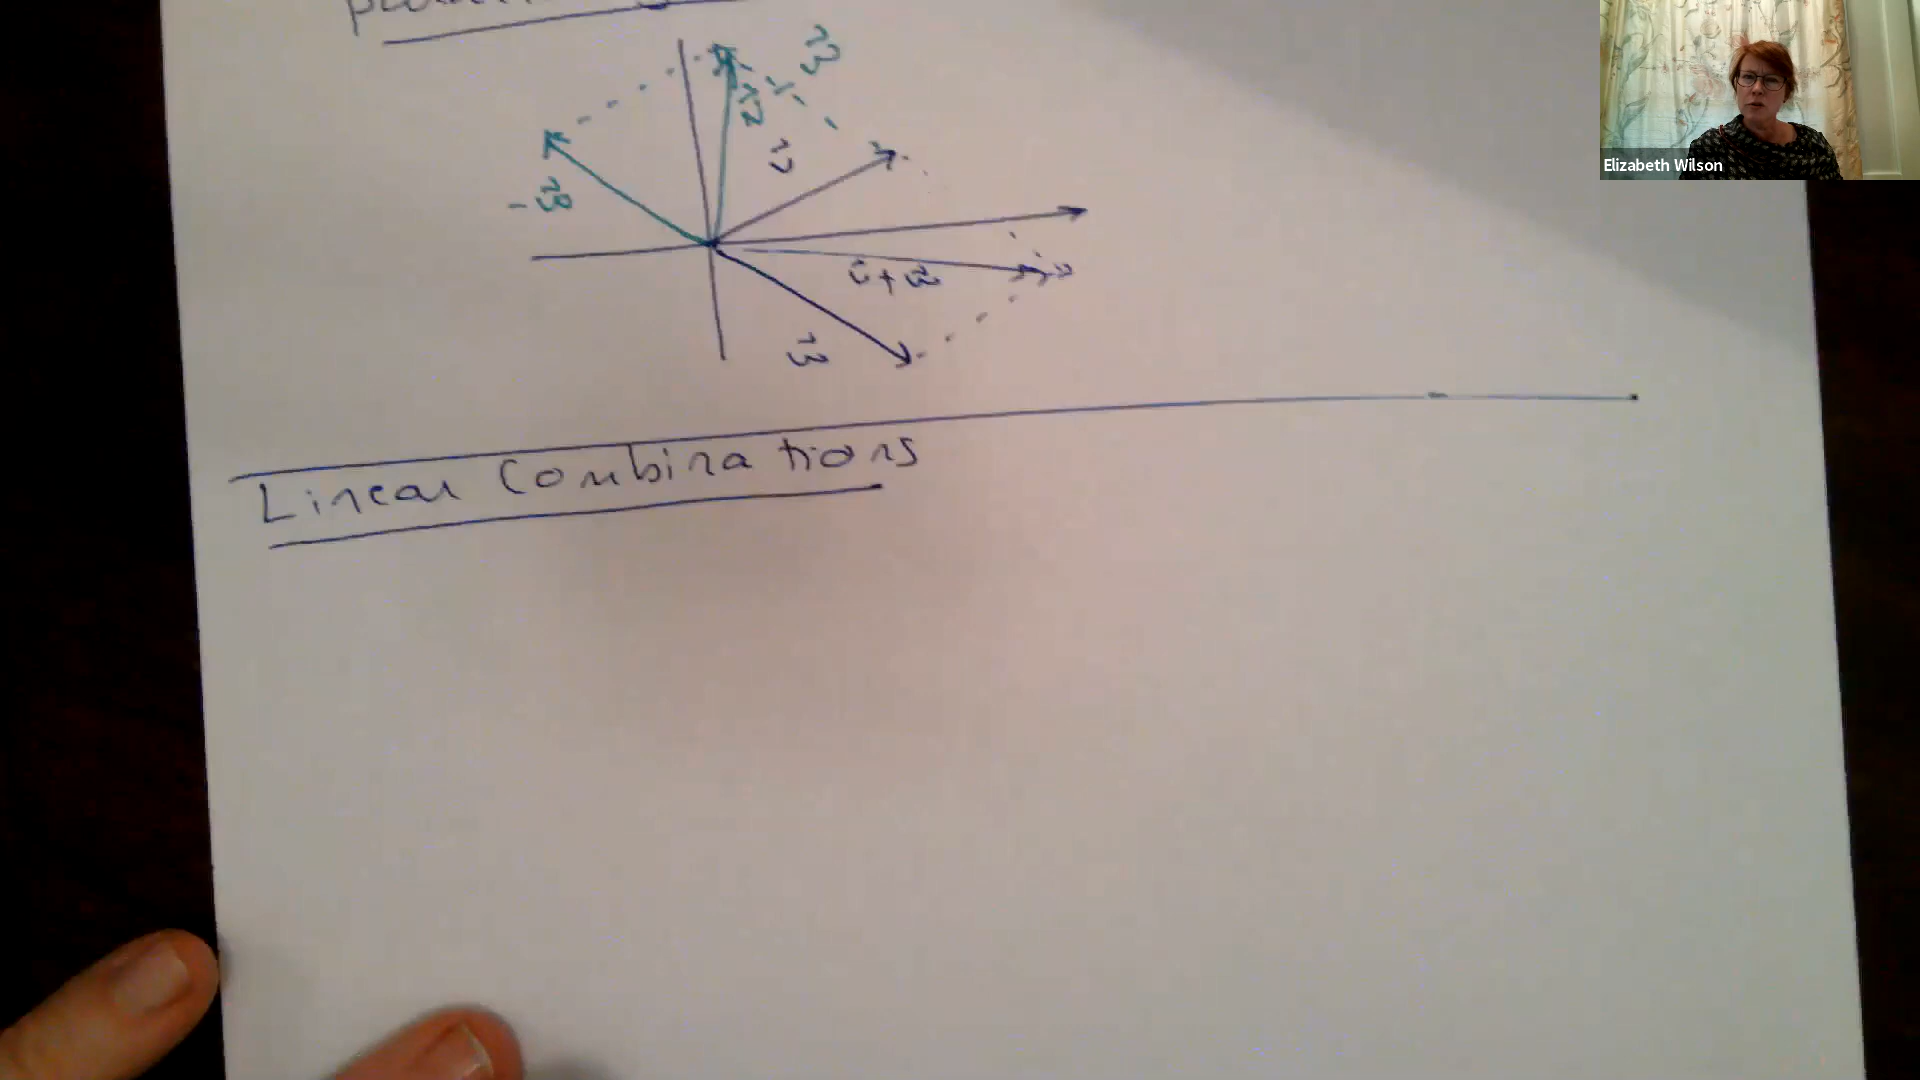 Elizabeth Wilson
-w⃗
v⃗
v⃗+w⃗
w⃗
Linear Combinations